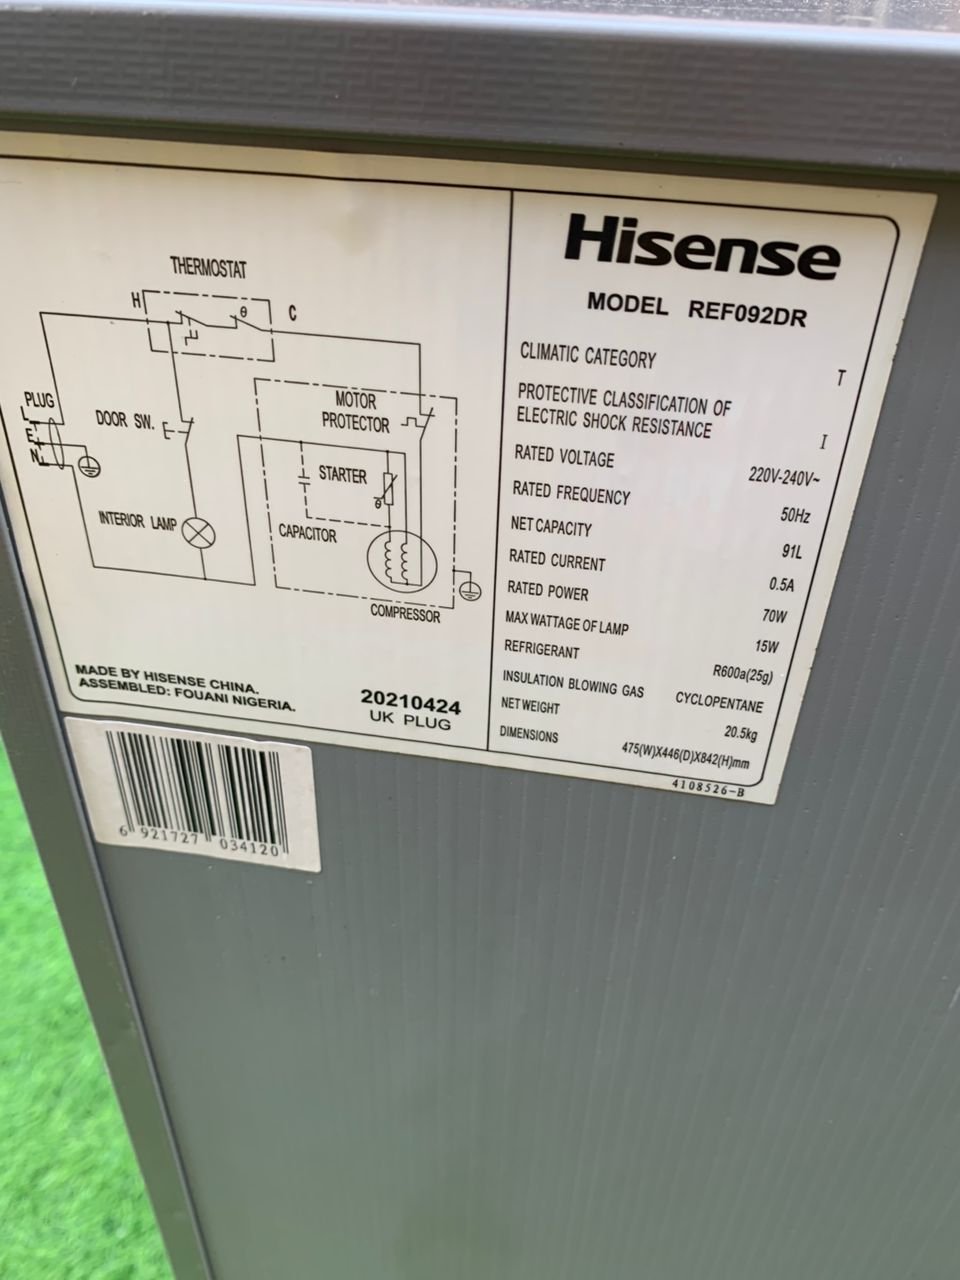 THERMOSTAT
H
θ
C
PLUG
L
E
N
DOOR SW.
MOTOR
PROTECTOR
STARTER
θ
INTERIOR LAMP
CAPACITOR
COMPRESSOR
MADE BY HISENSE CHINA.
ASSEMBLED: FOUANI NIGERIA.
20210424
UK PLUG
Hisense
MODEL REF092DR
CLIMATIC CATEGORY T
PROTECTIVE CLASSIFICATION OF
ELECTRIC SHOCK RESISTANCE I
RATED VOLTAGE 220V-240V~
RATED FREQUENCY 50Hz
NET CAPACITY 91L
RATED CURRENT 0.5A
RATED POWER 70W
MAX WATTAGE OF LAMP 15W
REFRIGERANT R600a(25g)
INSULATION BLOWING GAS CYCLOPENTANE
NET WEIGHT 20.5kg
DIMENSIONS 475(W)X446(D)X842(H)mm
4108526-B
6 921727 034120